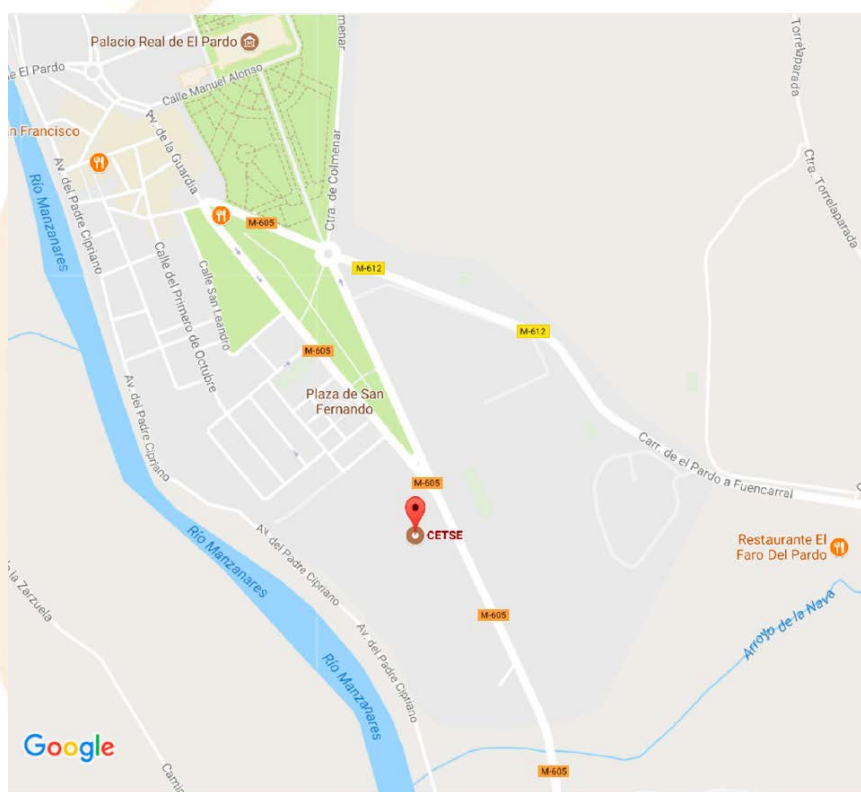 Palacio Real de El Pardo
menar
e El Pardo
Calle Manuel Alonso
Torrelaparada
n Francisco
Av. de la Guardia
Ctra. de Colmenar
Ctra. Torrelaparada
Río Manzanares
Av. del Padre Cipriano
M-605
M-612
Calle San Leandro
Calle del Primero de Octubre
M-612
M-605
Plaza de San
Fernando
Av. del Padre Cipriano
Carr. de el Pardo a Fuencarral
M-605
CETSE
Av. del Padre Cipriano
Río Manzanares
Restaurante El
Faro Del Pardo
la Zarzuela
M-605
Arroyo de la Nava
Av. del Padre Cipriano
Río Manzanares
Google
Cami
M-605